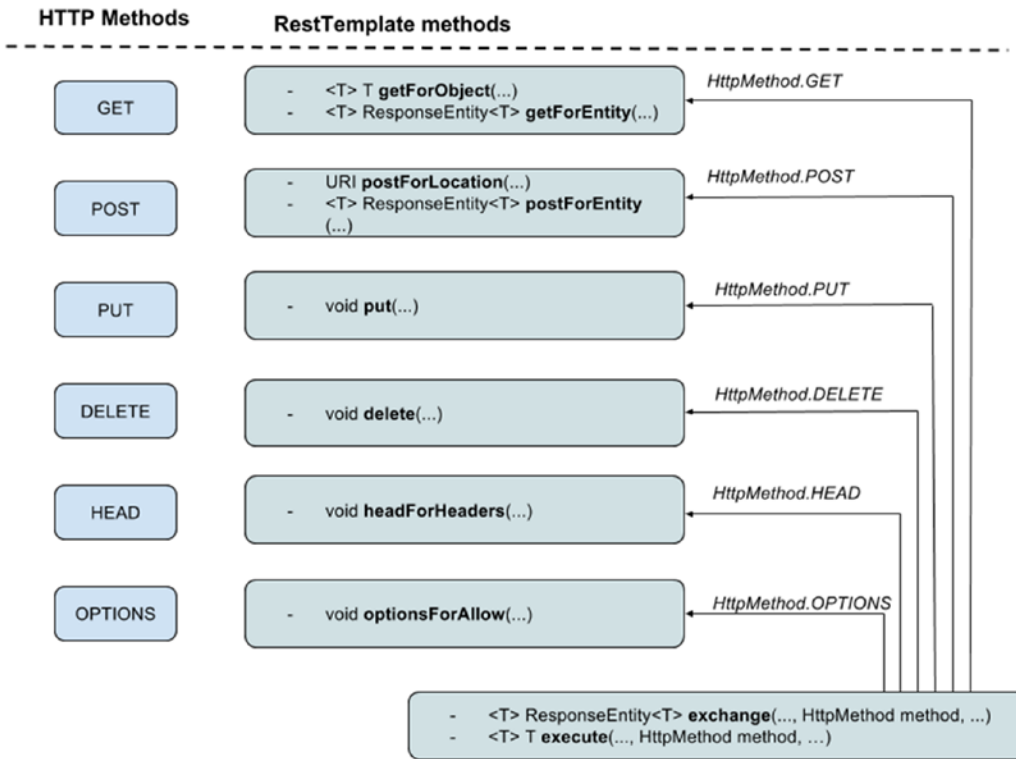 HTTP Methods
RestTemplate methods
GET
- <T> T getForObject(...)
- <T> ResponseEntity<T> getForEntity(...)
HttpMethod.GET
POST
- URI postForLocation(...)
- <T> ResponseEntity<T> postForEntity
(...)
HttpMethod.POST
PUT
- void put(...)
HttpMethod.PUT
DELETE
- void delete(...)
HttpMethod.DELETE
HEAD
- void headForHeaders(...)
HttpMethod.HEAD
OPTIONS
- void optionsForAllow(...)
HttpMethod.OPTIONS
- <T> ResponseEntity<T> exchange(..., HttpMethod method, ...)
- <T> T execute(..., HttpMethod method, …)